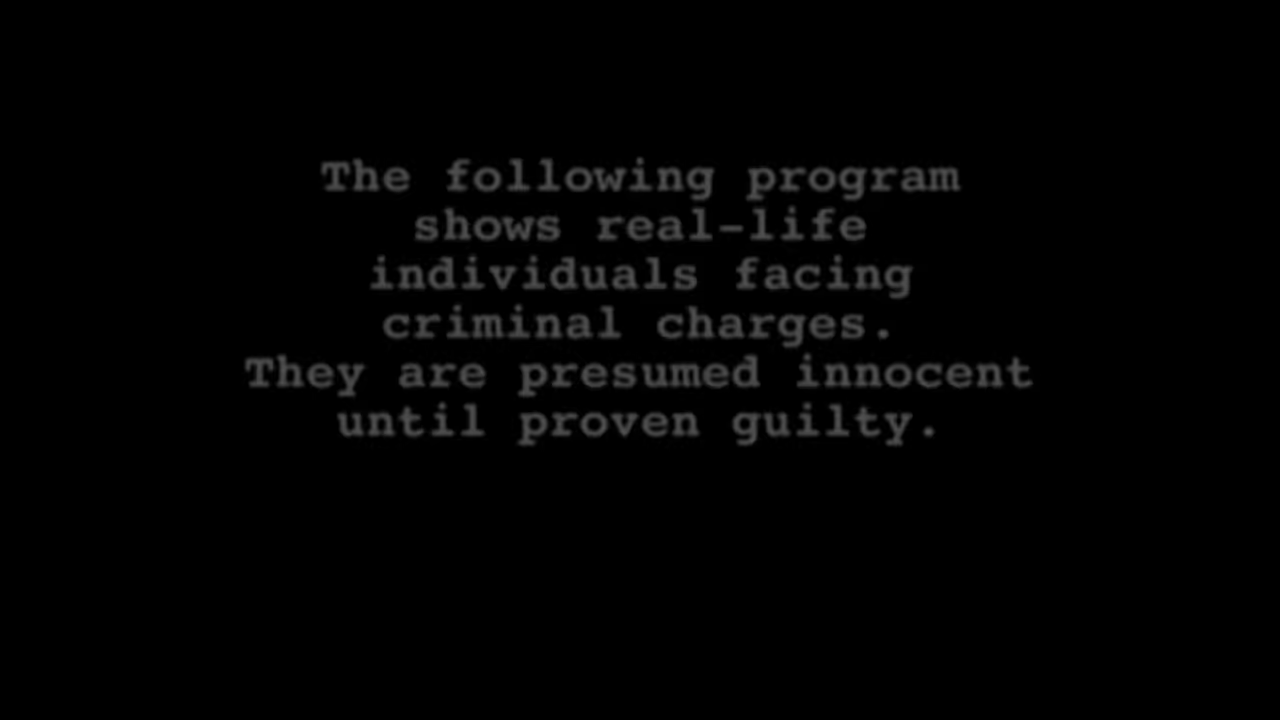 The following program
shows real-life
individuals facing
criminal charges.
They are presumed innocent
until proven guilty.